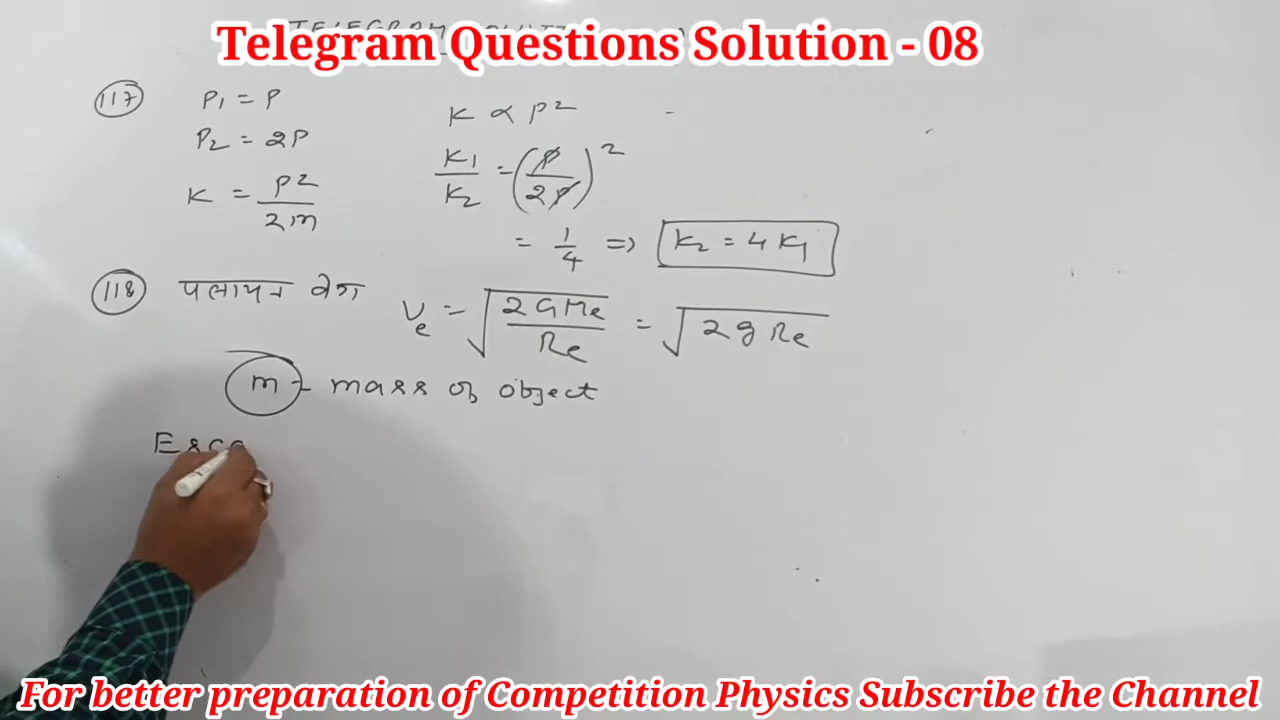 Telegram Questions Solution - 08
117 P1 = P
P2 = 2P
K = P²/2m
K ∝ P²
K1/K2 = (P/2P)²
= 1/4 => K2 = 4K1
118 पलायन वेग Ve = √(2GMe/Re) = √(2gRe)
m - mass of object
Esc
For better preparation of Competition Physics Subscribe the Channel